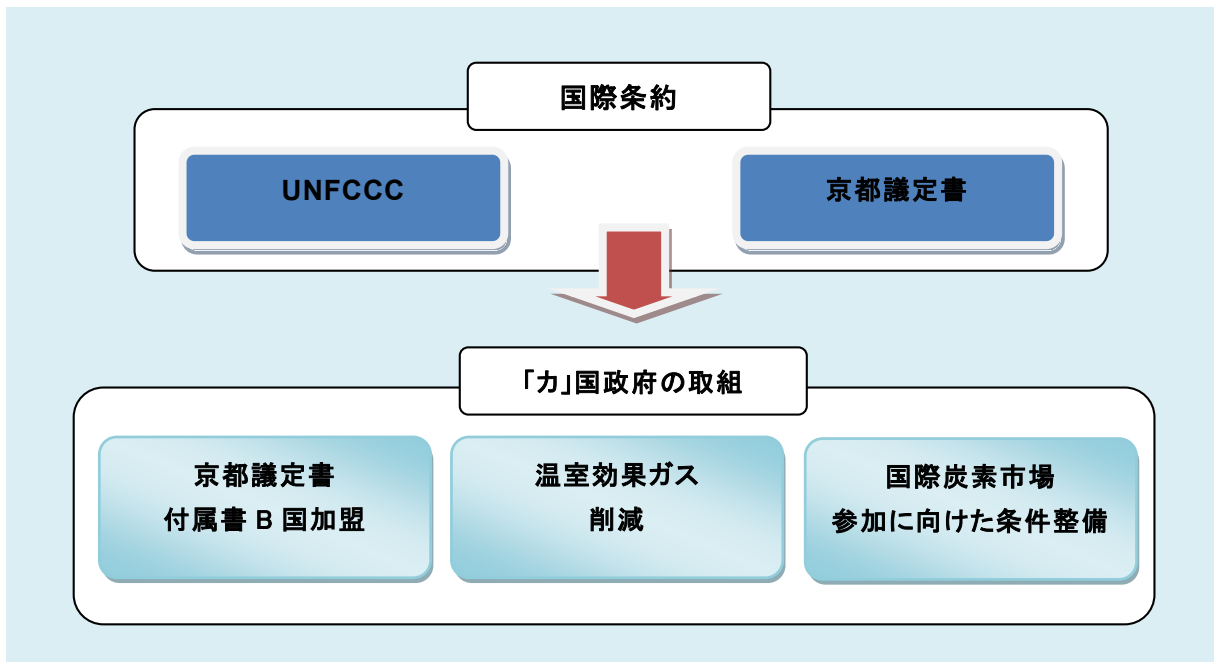 国際条約
UNFCCC
京都議定書
「カ」国政府の取組
京都議定書
付属書 B 国加盟
温室効果ガス
削減
国際炭素市場
参加に向けた条件整備